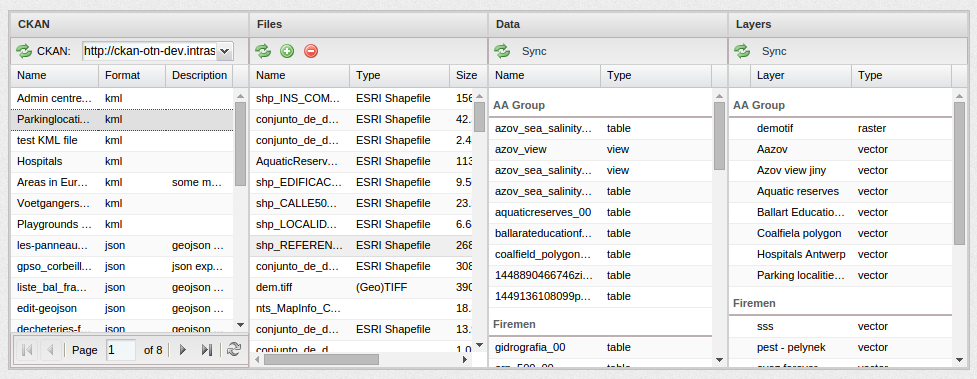 CKAN
CKAN: http://ckan-otn-dev.intras
Name Format Description
Admin centre... kml
Parkinglocati... kml
test KML file kml
Hospitals kml
Areas in Eur... kml some m...
Voetgangers... kml
Playgrounds ... kml
les-panneau... json geojson ...
gpso_corbeill... json json exp...
liste_bal_fra... json geojson ...
edit-geojson json geojson ...
decheteries-f... json geojson ...
Page 1 of 8
Files
Name Type Size
shp_INS_COM... ESRI Shapefile 156
conjunto_de_d... ESRI Shapefile 42.
conjunto_de_d... ESRI Shapefile 2.4
AquaticReserv... ESRI Shapefile 113
shp_EDIFICAC... ESRI Shapefile 9.5
shp_CALLE50... ESRI Shapefile 23.
shp_LOCALID... ESRI Shapefile 6.6
shp_REFEREN... ESRI Shapefile 268
conjunto_de_d... ESRI Shapefile 308
dem.tiff (Geo)TIFF 390
nts_MapInfo_C... 18.
conjunto_de_d... ESRI Shapefile 13.
conjunto_de_d... ESRI Shapefile 1.0
Data
Sync
Name Type
AA Group
azov_sea_salinity... table
azov_view view
azov_sea_salinity... view
azov_sea_salinity... table
aquaticreserves_00 table
ballarateducationf... table
coalfield_polygon... table
1448890466746zi... table
1449136108099p... table
Firemen
gidrografia_00 table
table
Layers
Sync
Layer Type
AA Group
demotif raster
Aazov vector
Azov view jiny vector
Aquatic reserves vector
Ballart Educatio... vector
Coalfiela polygon vector
Hospitals Antwerp vector
Parking localitie... vector
Firemen
sss vector
pest - pelynek vector
vector